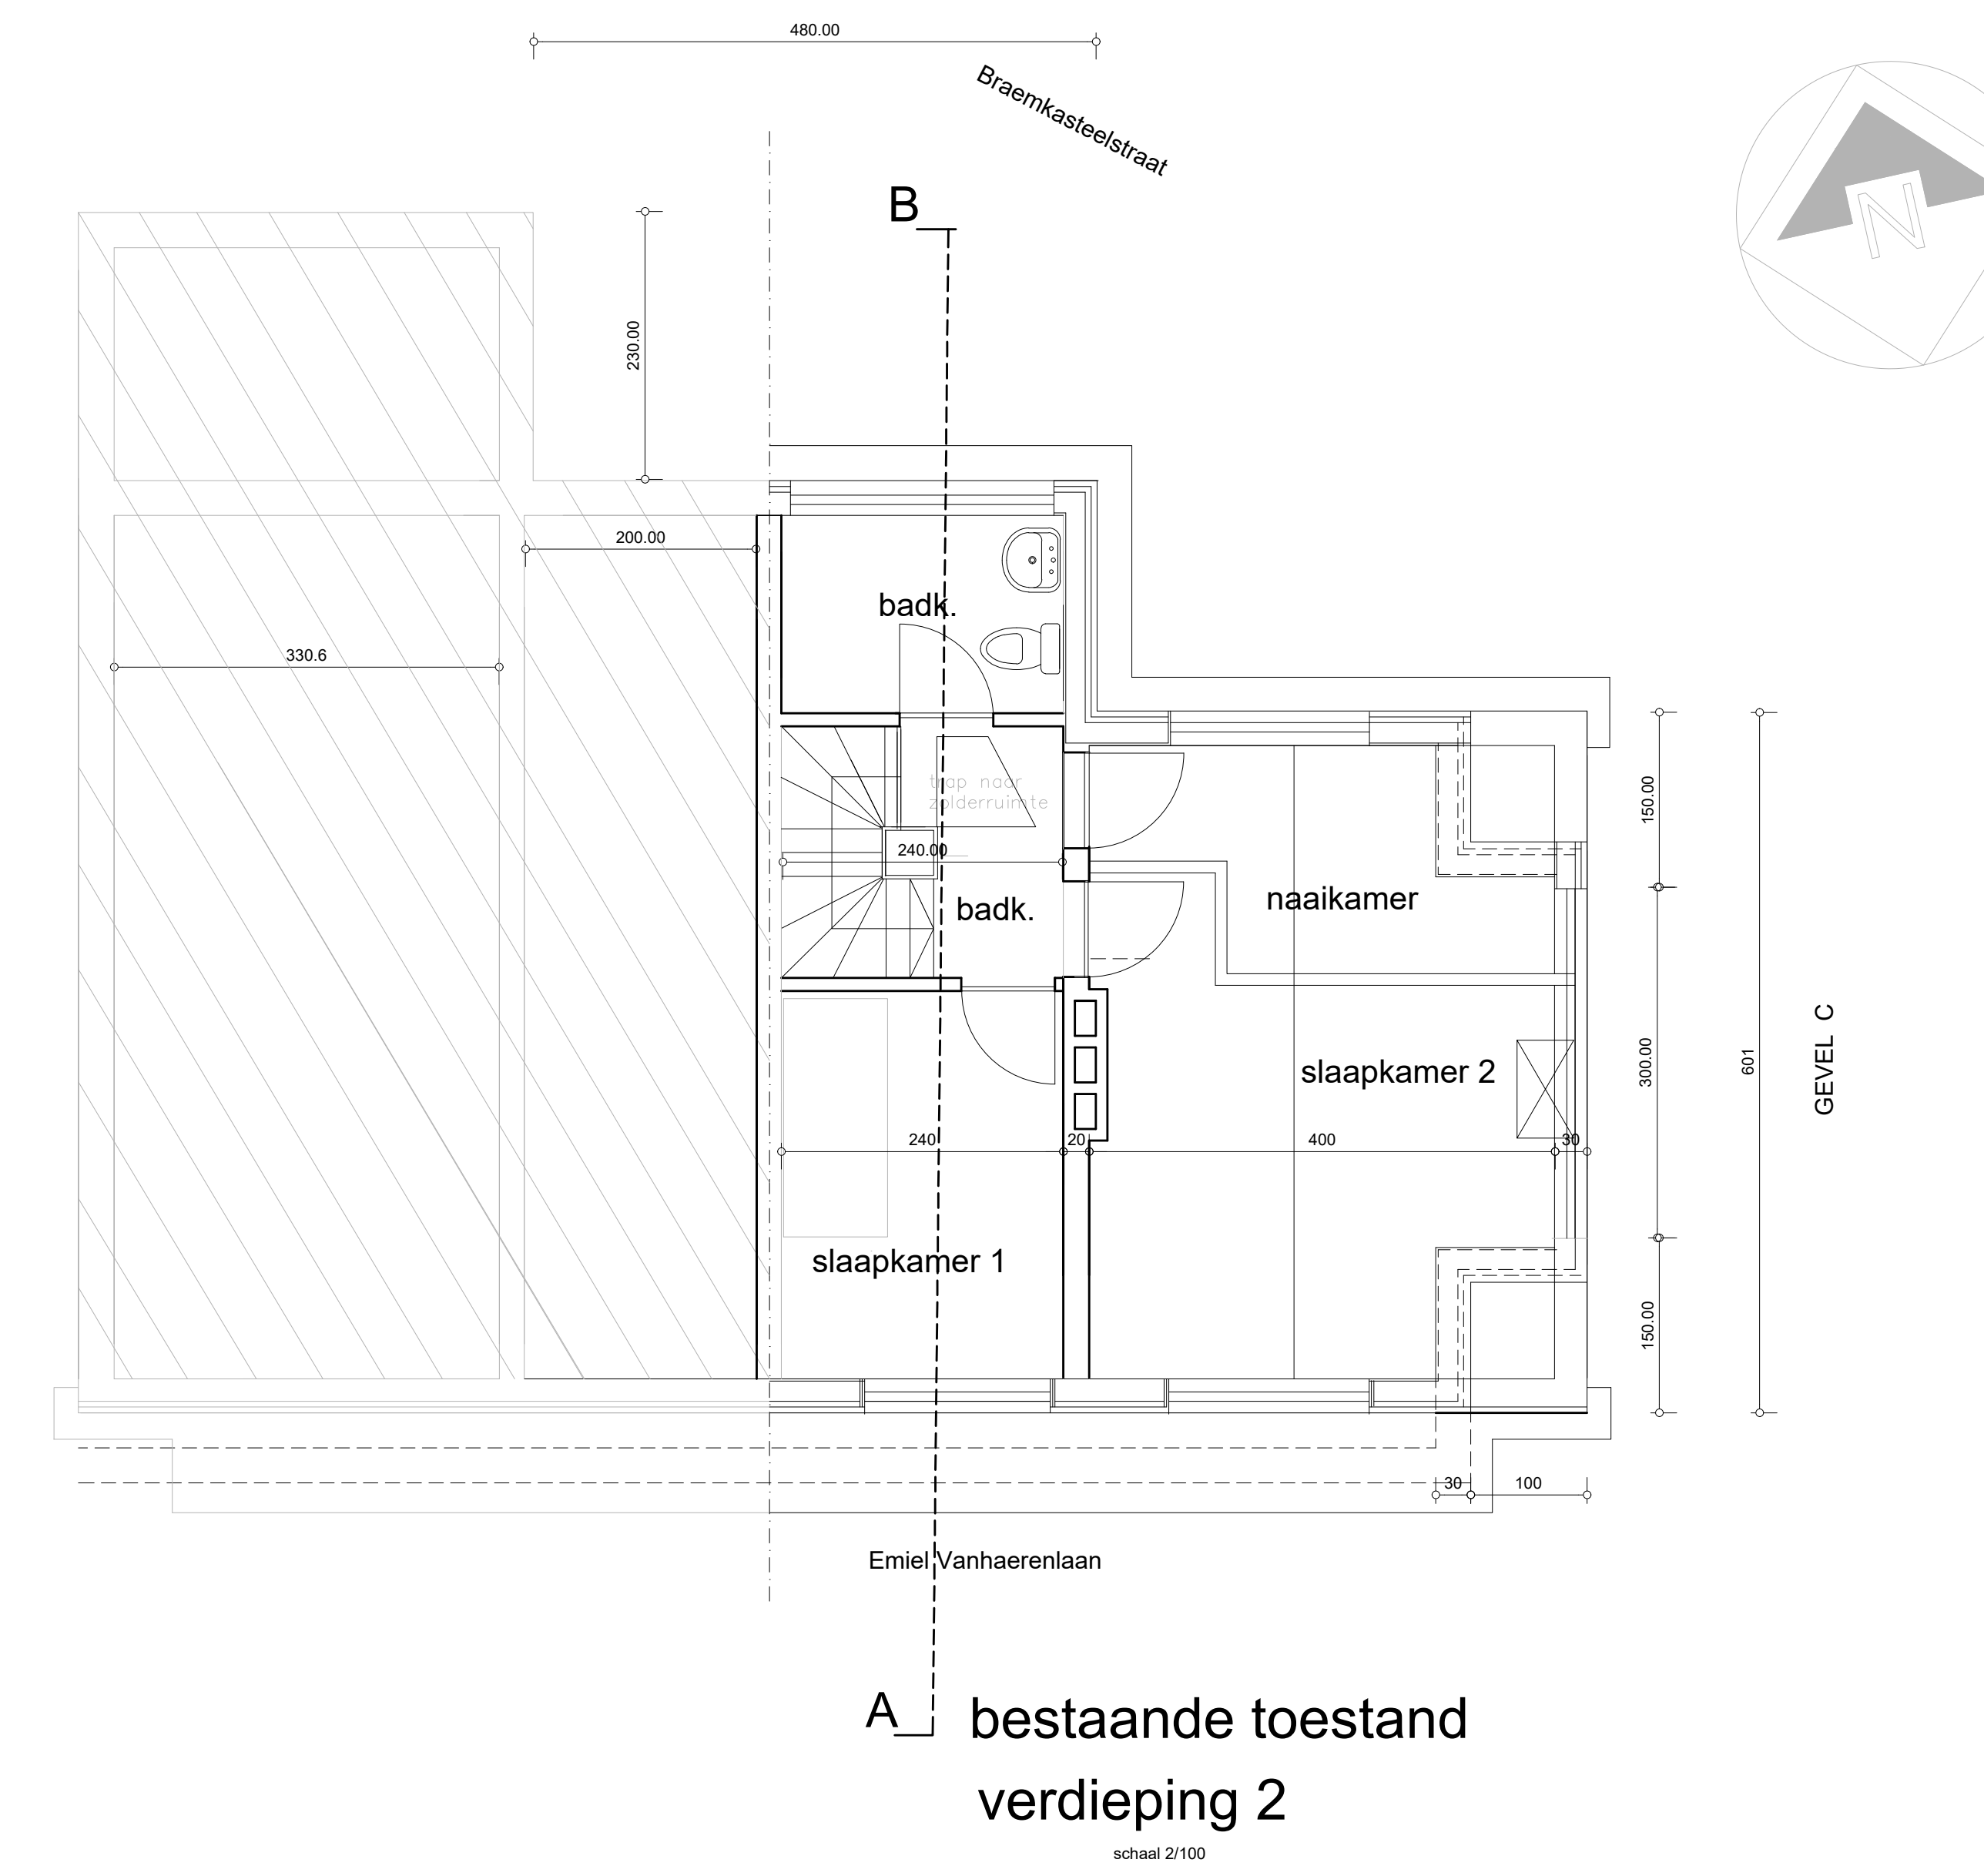 480.00
Braemkasteelstraat
N
B
230.00
200.00
badk.
330.6
trap naar
zolderruimte
150.00
240.00
naaikamer
badk.
300.00
601
GEVEL C
slaapkamer 2
240
20
400
30
slaapkamer 1
150.00
30
100
Emiel Vanhaerenlaan
A
bestaande toestand
verdieping 2
schaal 2/100